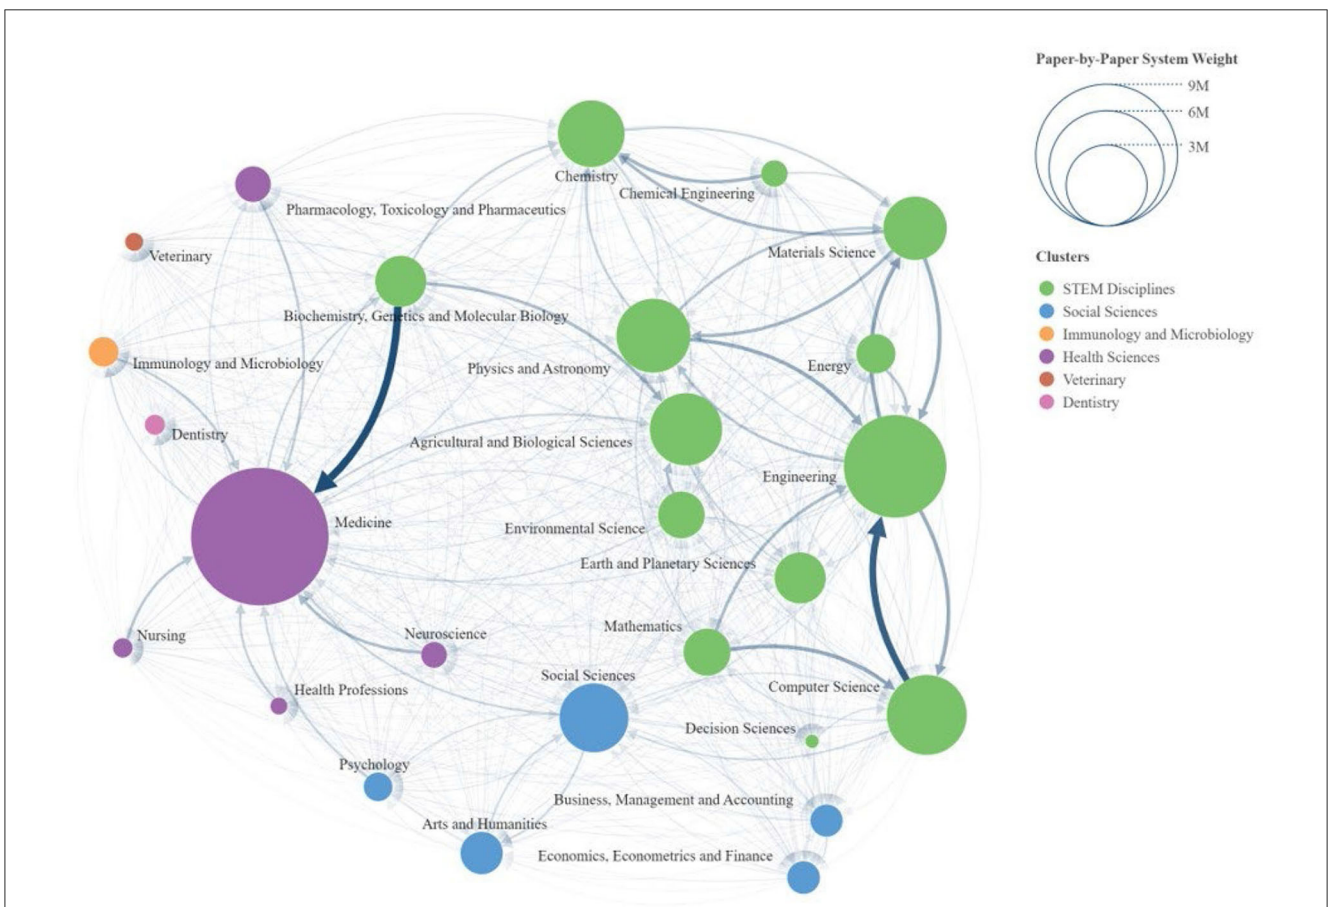 Paper-by-Paper System Weight
9M
6M
3M
Clusters
STEM Disciplines
Social Sciences
Immunology and Microbiology
Health Sciences
Veterinary
Dentistry
Chemistry
Chemical Engineering
Pharmacology, Toxicology and Pharmaceutics
Materials Science
Veterinary
Biochemistry, Genetics and Molecular Biology
Immunology and Microbiology
Physics and Astronomy
Energy
Dentistry
Agricultural and Biological Sciences
Engineering
Medicine
Environmental Science
Earth and Planetary Sciences
Mathematics
Nursing
Neuroscience
Social Sciences
Computer Science
Health Professions
Decision Sciences
Psychology
Business, Management and Accounting
Arts and Humanities
Economics, Econometrics and Finance